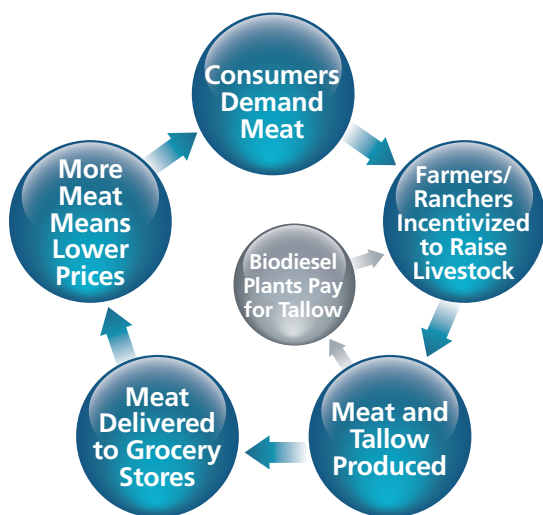 Consumers
Demand
Meat
Farmers/
Ranchers
Incentivized
to Raise
Livestock
Meat and
Tallow
Produced
Meat
Delivered
to Grocery
Stores
More
Meat
Means
Lower
Prices
Biodiesel
Plants Pay
for Tallow